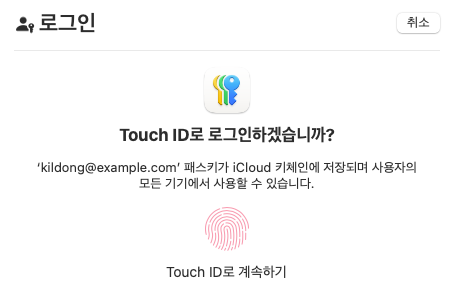 로그인
취소
Touch ID로 로그인하겠습니까?
‘kildong@example.com’ 패스키가 iCloud 키체인에 저장되며 사용자의
모든 기기에서 사용할 수 있습니다.
Touch ID로 계속하기